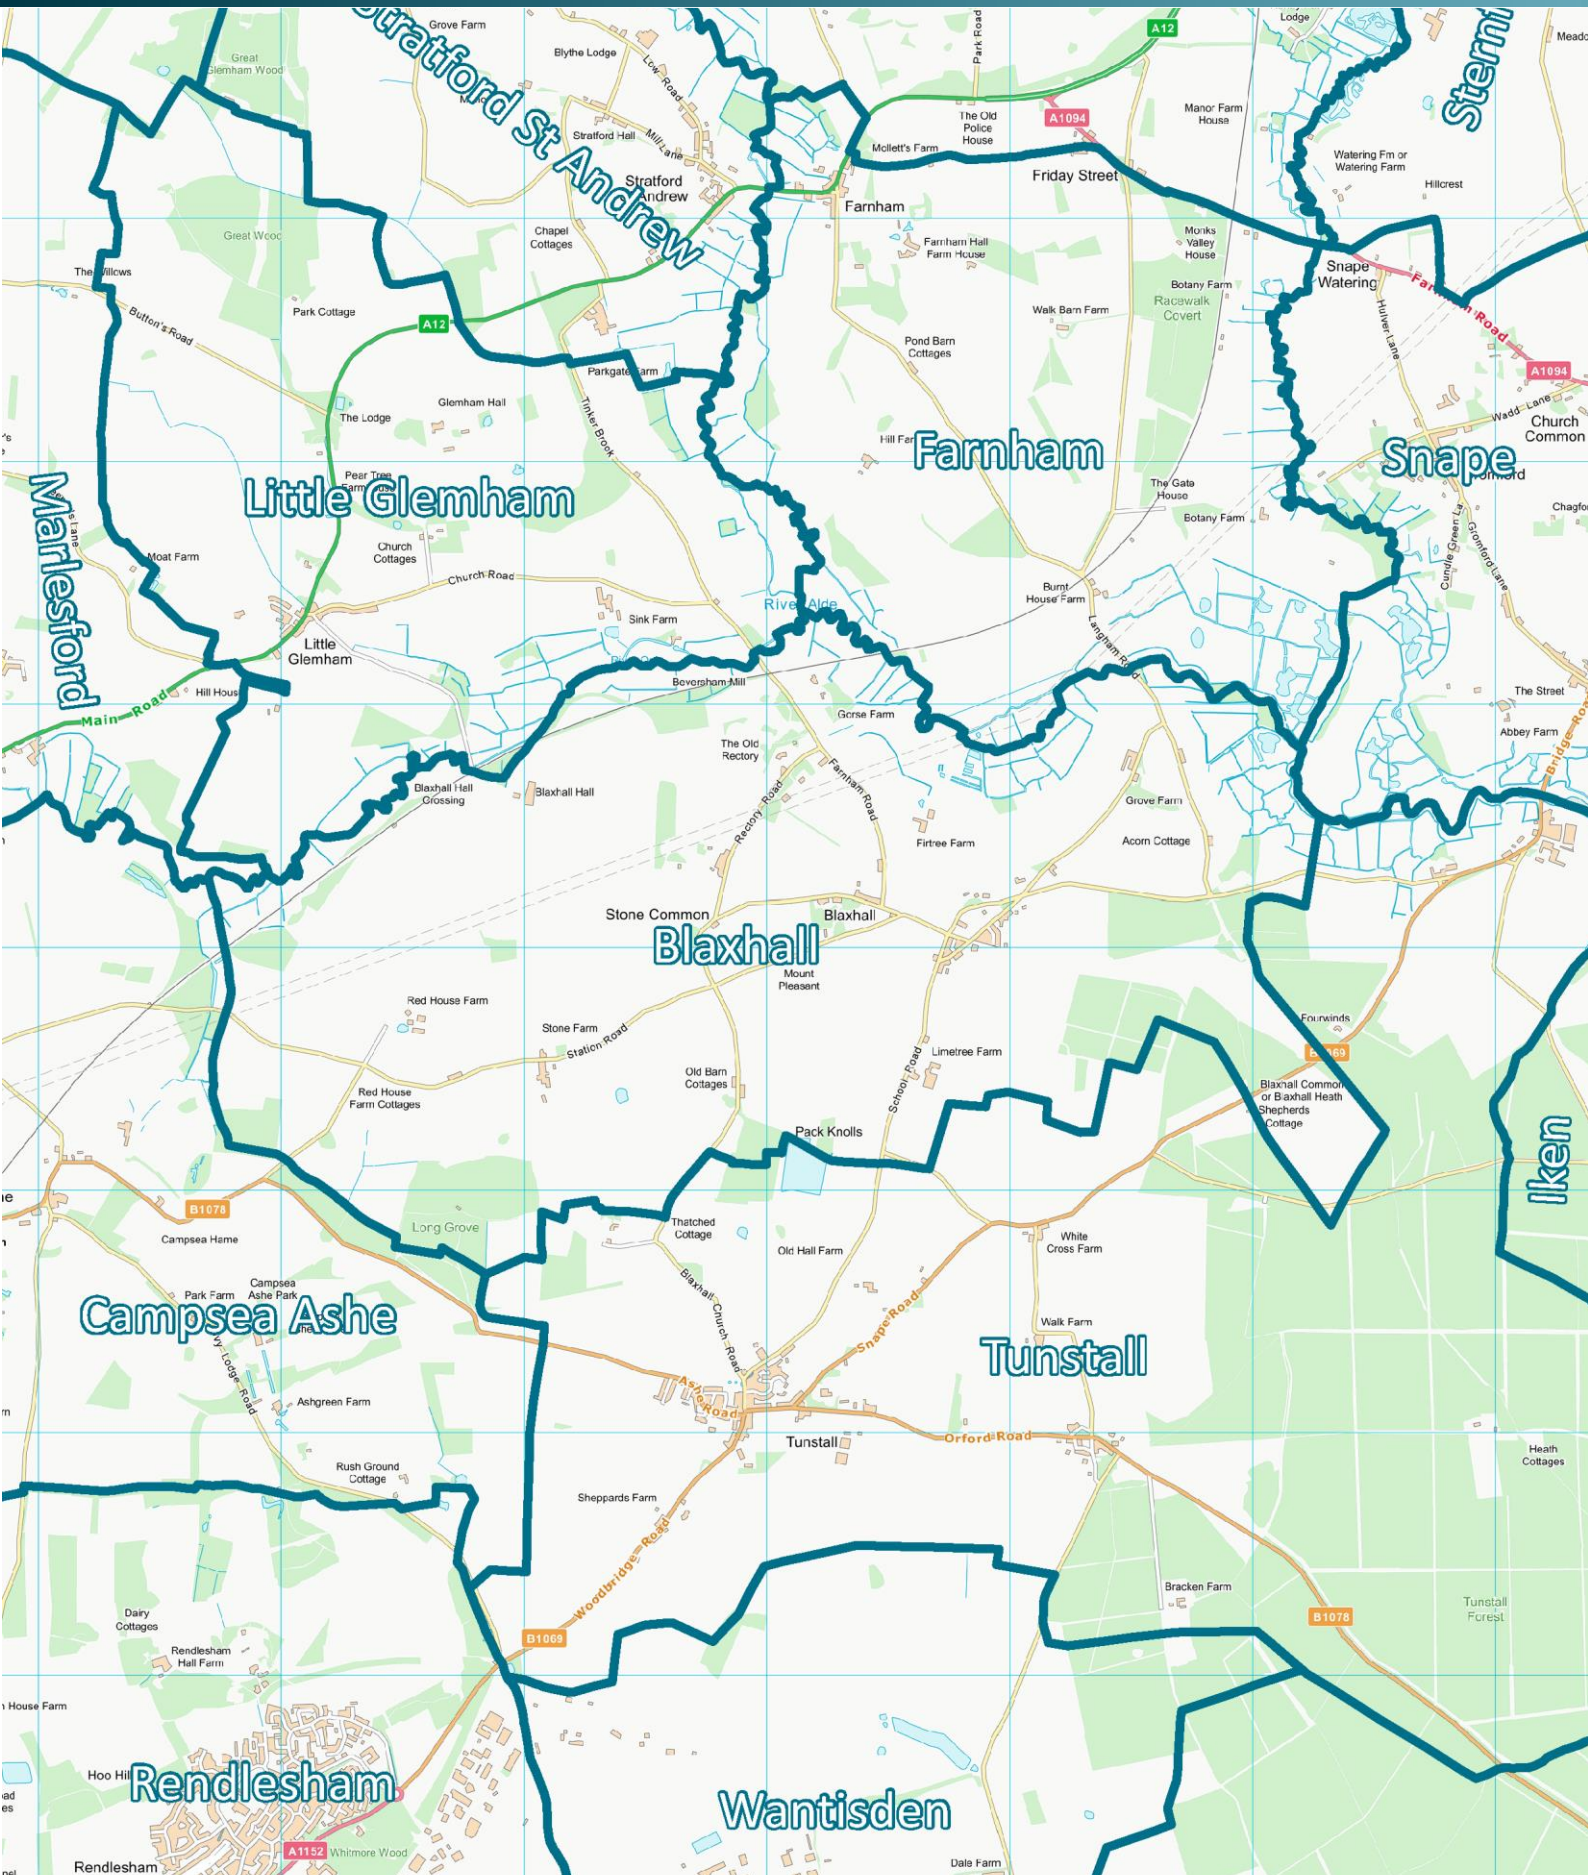 Grove Farm
Great
Glemham Wood
Blythe Lodge
Low Road
Stratford St Andrew
Stratford Hall
Mill Lane
Stratford
Andrew
Chapel
Cottages
Park Road
A12
Lodge
Sternf
Meado
The Old
Police
House
A1094
Manor Farm
House
Mollett's Farm
Friday Street
Watering Fm or
Watering Farm
Hillcrest
Farnham
Great Wood
Farnham Hall
Farm House
Monks
Valley
House
Snape
Watering
The Willows
Button's Road
Park Cottage
A12
Botany Farm
Racewalk
Covert
Walk Barn Farm
Farnham Road
Hulver Lane
Pond Barn
Cottages
Parkgate Farm
A1094
Glemham Hall
The Lodge
Tinker Brook
Wadd Lane
Church
Common
Hill Far
Farnham
Snape
Pear Tree
Little Glemham
Marlesford
The Gate
House
Botany Farm
Chagfo
Cundle Green La
Gromford Lane
Church
Cottages
Moat Farm
Church Road
Burnt
House Farm
River Alde
Sink Farm
Langham Road
Little
Glemham
Beversham Mill
Hill House
Main Road
Gorse Farm
The Street
Abbey Farm
Bridge Road
The Old
Rectory
Farnham Road
Blaxhall Hall
Crossing
Blaxhall Hall
Rectory Road
Grove Farm
Firtree Farm
Acorn Cottage
Stone Common
Blaxhall
Blaxhall
Mount
Pleasant
Red House Farm
Stone Farm
Station Road
Fourwinds
B1069
Limetree Farm
Old Barn
Cottages
School Road
Red House
Farm Cottages
Blaxhall Common
or Blaxhall Heath
Shepherds
Cottage
Pack Knolls
Iken
B1078
Long Grove
Campsea Hame
Thatched
Cottage
Old Hall Farm
White
Cross Farm
Campsea
Ashe Park
Park Farm
Campsea Ashe
Blaxhall Church Road
Snape Road
Walk Farm
Tunstall
Ivy Lodge Road
Ashgreen Farm
Ashe Road
Tunstall
Orford Road
Heath
Cottages
Rush Ground
Cottage
Sheppards Farm
Woodbridge Road
Bracken Farm
Tunstall
Forest
B1078
Dairy
Cottages
B1069
Rendlesham
Hall Farm
House Farm
Hoo Hil
Rendlesham
Wantisden
A1152
Whitmore Wood
Rendlesham
Dale Farm